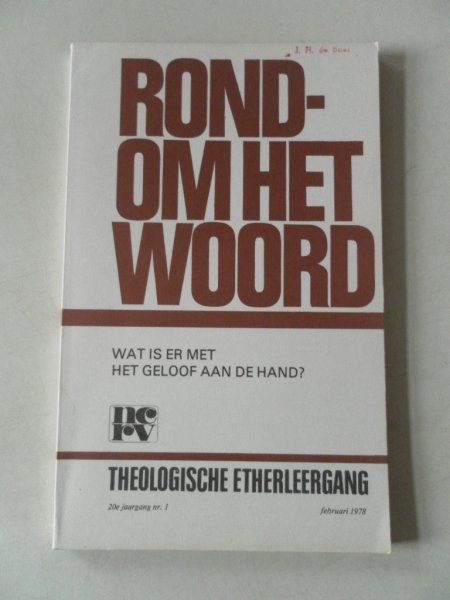 J. N. de Boer
ROND-
OM HET
WOORD
WAT IS ER MET
HET GELOOF AAN DE HAND?
ncrv
THEOLOGISCHE ETHERLEERGANG
20e jaargang nr. 1
februari 1978